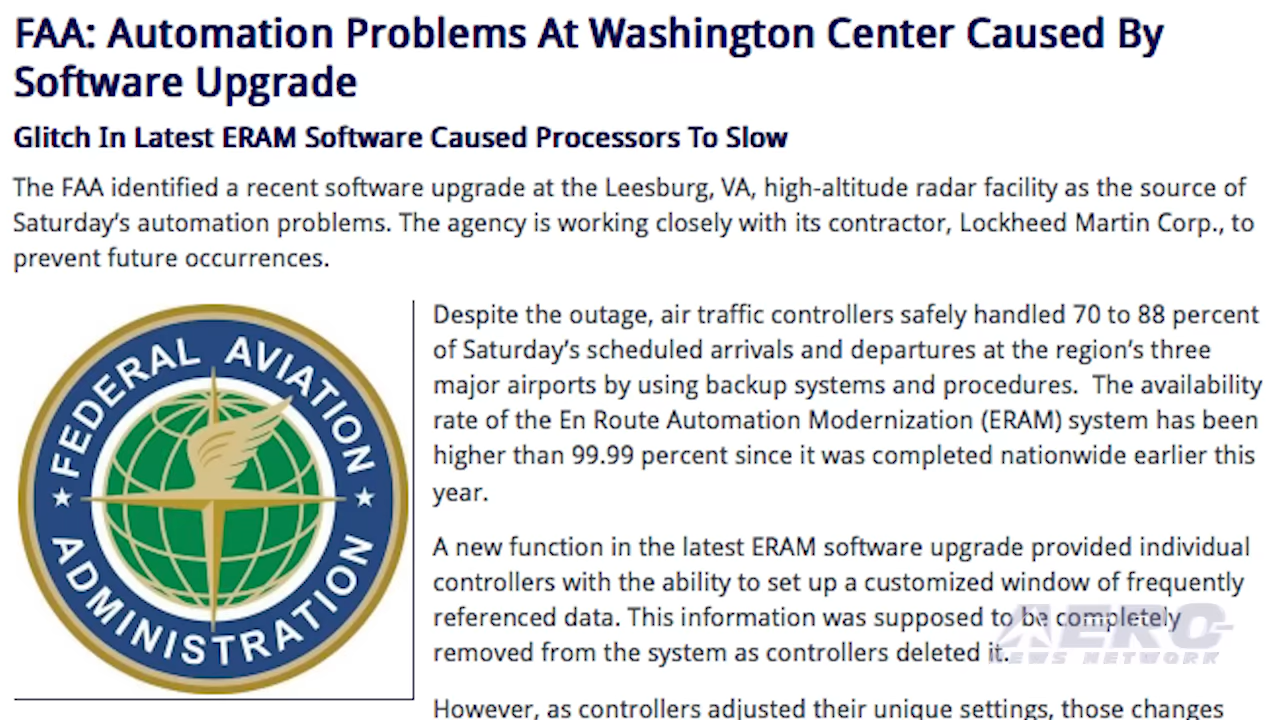 FAA: Automation Problems At Washington Center Caused By
Software Upgrade
Glitch In Latest ERAM Software Caused Processors To Slow
The FAA identified a recent software upgrade at the Leesburg, VA, high-altitude radar facility as the source of
Saturday’s automation problems. The agency is working closely with its contractor, Lockheed Martin Corp., to
prevent future occurrences.
FEDERAL AVIATION
ADMINISTRATION
Despite the outage, air traffic controllers safely handled 70 to 88 percent
of Saturday’s scheduled arrivals and departures at the region’s three
major airports by using backup systems and procedures.  The availability
rate of the En Route Automation Modernization (ERAM) system has been
higher than 99.99 percent since it was completed nationwide earlier this
year.
A new function in the latest ERAM software upgrade provided individual
controllers with the ability to set up a customized window of frequently
referenced data. This information was supposed to be completely
removed from the system as controllers deleted it.
AERO
NEWS NETWORK
However, as controllers adjusted their unique settings, those changes